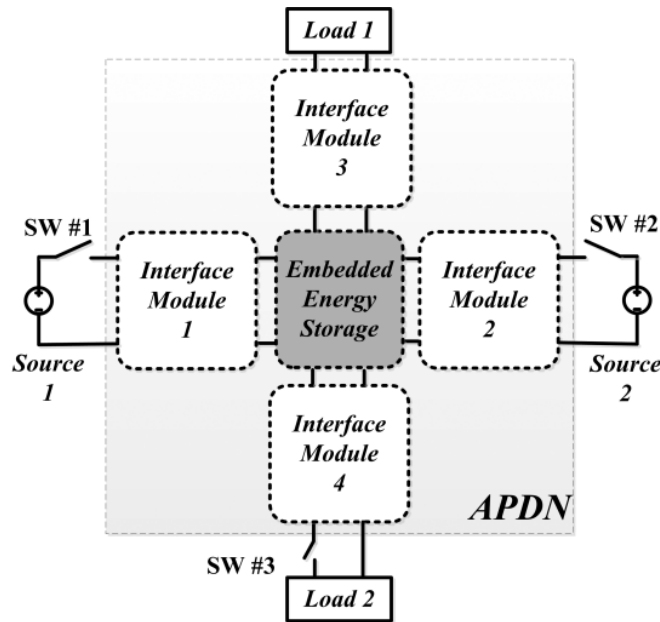 Load 1
Interface
Module
3
SW #1
SW #2
Interface
Module
1
Embedded
Energy
Storage
Interface
Module
2
Source
1
Source
2
Interface
Module
4
APDN
SW #3
Load 2